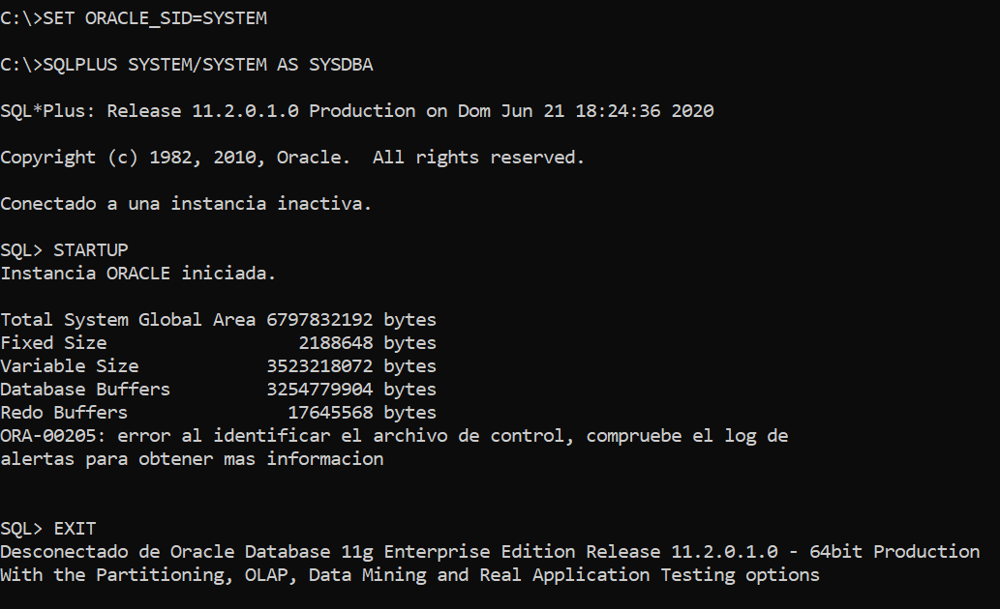 C:\>SET ORACLE_SID=SYSTEM
C:\>SQLPLUS SYSTEM/SYSTEM AS SYSDBA
SQL*Plus: Release 11.2.0.1.0 Production on Dom Jun 21 18:24:36 2020
Copyright (c) 1982, 2010, Oracle.  All rights reserved.
Conectado a una instancia inactiva.
SQL> STARTUP
Instancia ORACLE iniciada.
Total System Global Area 6797832192 bytes
Fixed Size                  2188648 bytes
Variable Size            3523218072 bytes
Database Buffers         3254779904 bytes
Redo Buffers               17645568 bytes
ORA-00205: error al identificar el archivo de control, compruebe el log de
alertas para obtener mas informacion
SQL> EXIT
Desconectado de Oracle Database 11g Enterprise Edition Release 11.2.0.1.0 - 64bit Production
With the Partitioning, OLAP, Data Mining and Real Application Testing options